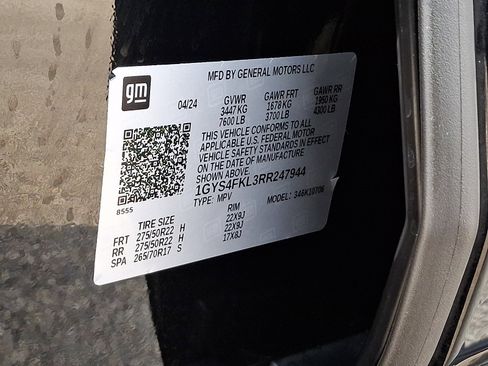 gm
MFD BY GENERAL MOTORS LLC
04/24 GVWR GAWR FRT GAWR RR
3447 KG 1678 KG 1950 KG
7600 LB 3700 LB 4300 LB
THIS VEHICLE CONFORMS TO ALL
APPLICABLE U.S. FEDERAL MOTOR
VEHICLE SAFETY STANDARDS IN EFFECT
ON THE DATE OF MANUFACTURE
SHOWN ABOVE.
1GYS4FKL3RR247944
TYPE: MPV MODEL: 346K10706
8555
TIRE SIZE RIM
FRT 275/50R22 H 22X9J
RR 275/50R22 H 22X9J
SPA 265/70R17 S 17X8J